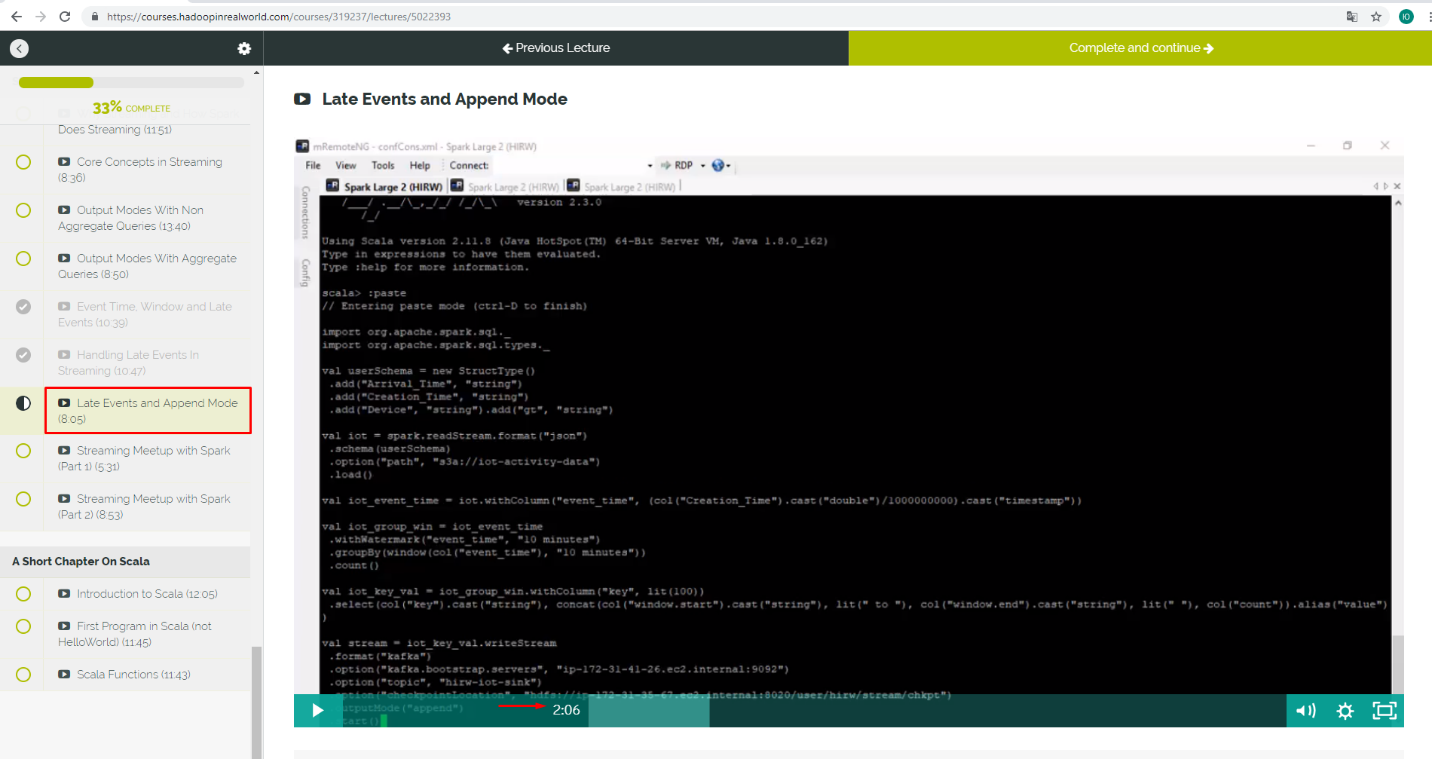 https://courses.hadoopinrealworld.com/courses/319237/lectures/5022393
Previous Lecture
Complete and continue
33% COMPLETE
Does Streaming (11:51)
Core Concepts in Streaming
(8:36)
Output Modes With Non
Aggregate Queries (13:40)
Output Modes With Aggregate
Queries (8:50)
Event Time, Window and Late
Events (10:39)
Handling Late Events In
Streaming (10:47)
Late Events and Append Mode
(8:05)
Streaming Meetup with Spark
(Part 1) (5:31)
Streaming Meetup with Spark
(Part 2) (8:53)
A Short Chapter On Scala
Introduction to Scala (12:05)
First Program in Scala (not
HelloWorld) (11:45)
Scala Functions (11:43)
Late Events and Append Mode
mRemoteNG - confCons.xml - Spark Large 2 (HIRW)
File View Tools Help Connect: RDP
Spark Large 2 (HIRW) Spark Large 2 (HIRW) Spark Large 2 (HIRW)
Connections
Config
/___/ .__/\_,_/_/ /_/\_\ version 2.3.0
/_/
Using Scala version 2.11.8 (Java HotSpot(TM) 64-Bit Server VM, Java 1.8.0_162)
Type in expressions to have them evaluated.
Type :help for more information.
scala> :paste
// Entering paste mode (ctrl-D to finish)
import org.apache.spark.sql._
import org.apache.spark.sql.types._
val userSchema = new StructType()
.add("Arrival_Time", "string")
.add("Creation_Time", "string")
.add("Device", "string").add("gt", "string")
val iot = spark.readStream.format("json")
.schema(userSchema)
.option("path", "s3a://iot-activity-data")
.load()
val iot_event_time = iot.withColumn("event_time", (col("Creation_Time").cast("double")/1000000000).cast("timestamp"))
val iot_group_win = iot_event_time
.withWatermark("event_time", "10 minutes")
.groupBy(window(col("event_time"), "10 minutes"))
.count()
val iot_key_val = iot_group_win.withColumn("key", lit(100))
.select(col("key").cast("string"), concat(col("window.start").cast("string"), lit(" to "), col("window.end").cast("string"), lit(" "), col("count")).alias("value")
)
val stream = iot_key_val.writeStream
.format("kafka")
.option("kafka.bootstrap.servers", "ip-172-31-41-26.ec2.internal:9092")
.option("topic", "hirw-iot-sink")
.option("checkpointLocation", "hdfs://ip-172-31-35-67.ec2.internal:8020/user/hirw/stream/chkpt")
utputMode("append")
tart()
2:06